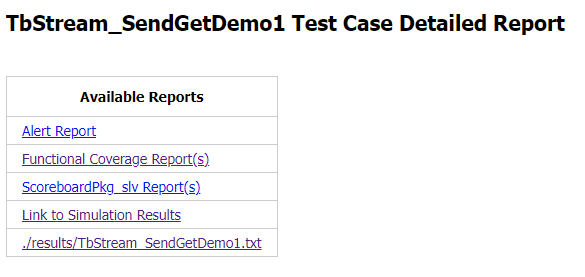 TbStream_SendGetDemo1 Test Case Detailed Report
Available Reports
Alert Report
Functional Coverage Report(s)
ScoreboardPkg_slv Report(s)
Link to Simulation Results
./results/TbStream_SendGetDemo1.txt